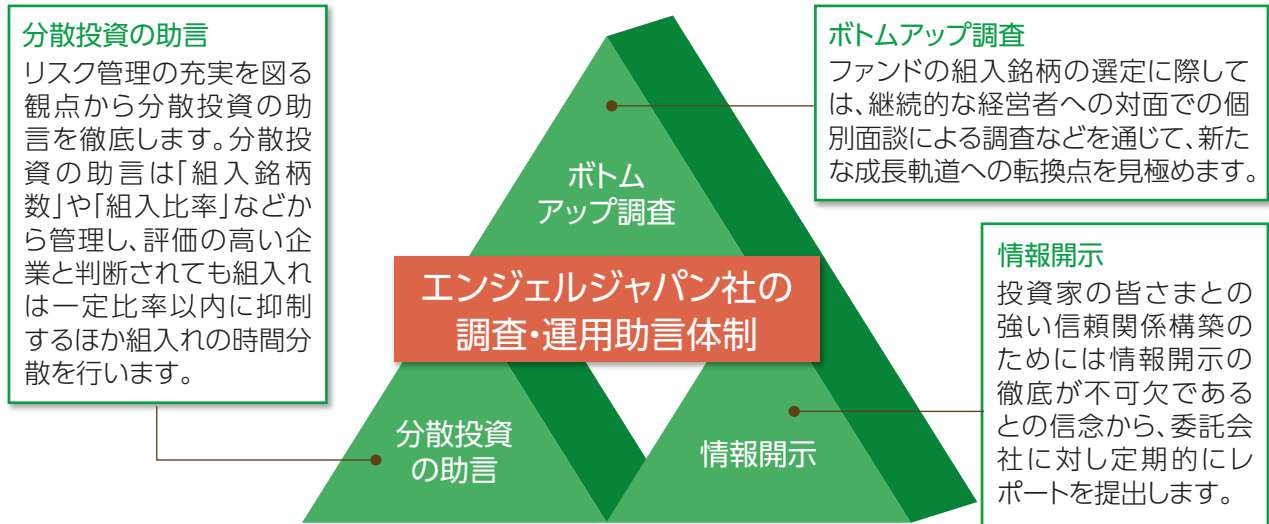 分散投資の助言
リスク管理の充実を図る
観点から分散投資の助
言を徹底します。分散投
資の助言は「組入銘柄
数」や「組入比率」などか
ら管理し、評価の高い企
業と判断されても組入れ
は一定比率以内に抑制
するほか組入れの時間分
散を行います。
ボトムアップ調査
ファンドの組入銘柄の選定に際して
は、継続的な経営者への対面での個
別面談による調査などを通じて、新た
な成長軌道への転換点を見極めます。
ボトム
アップ調査
エンジェルジャパン社の
調査・運用助言体制
分散投資
の助言
情報開示
情報開示
投資家の皆さまとの
強い信頼関係構築の
ためには情報開示の
徹底が不可欠である
との信念から、委託会
社に対し定期的にレ
ポートを提出します。